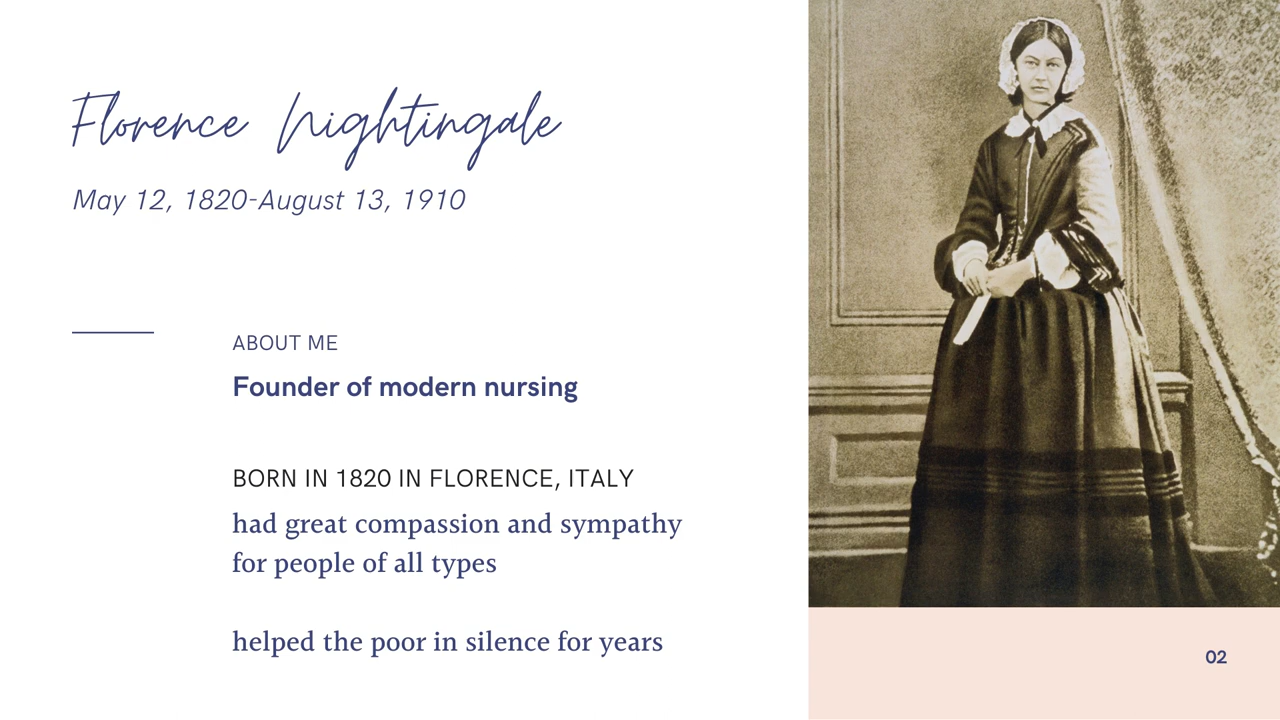 Florence Nightingale
May 12, 1820-August 13, 1910
ABOUT ME
Founder of modern nursing
BORN IN 1820 IN FLORENCE, ITALY
had great compassion and sympathy
for people of all types
helped the poor in silence for years
02